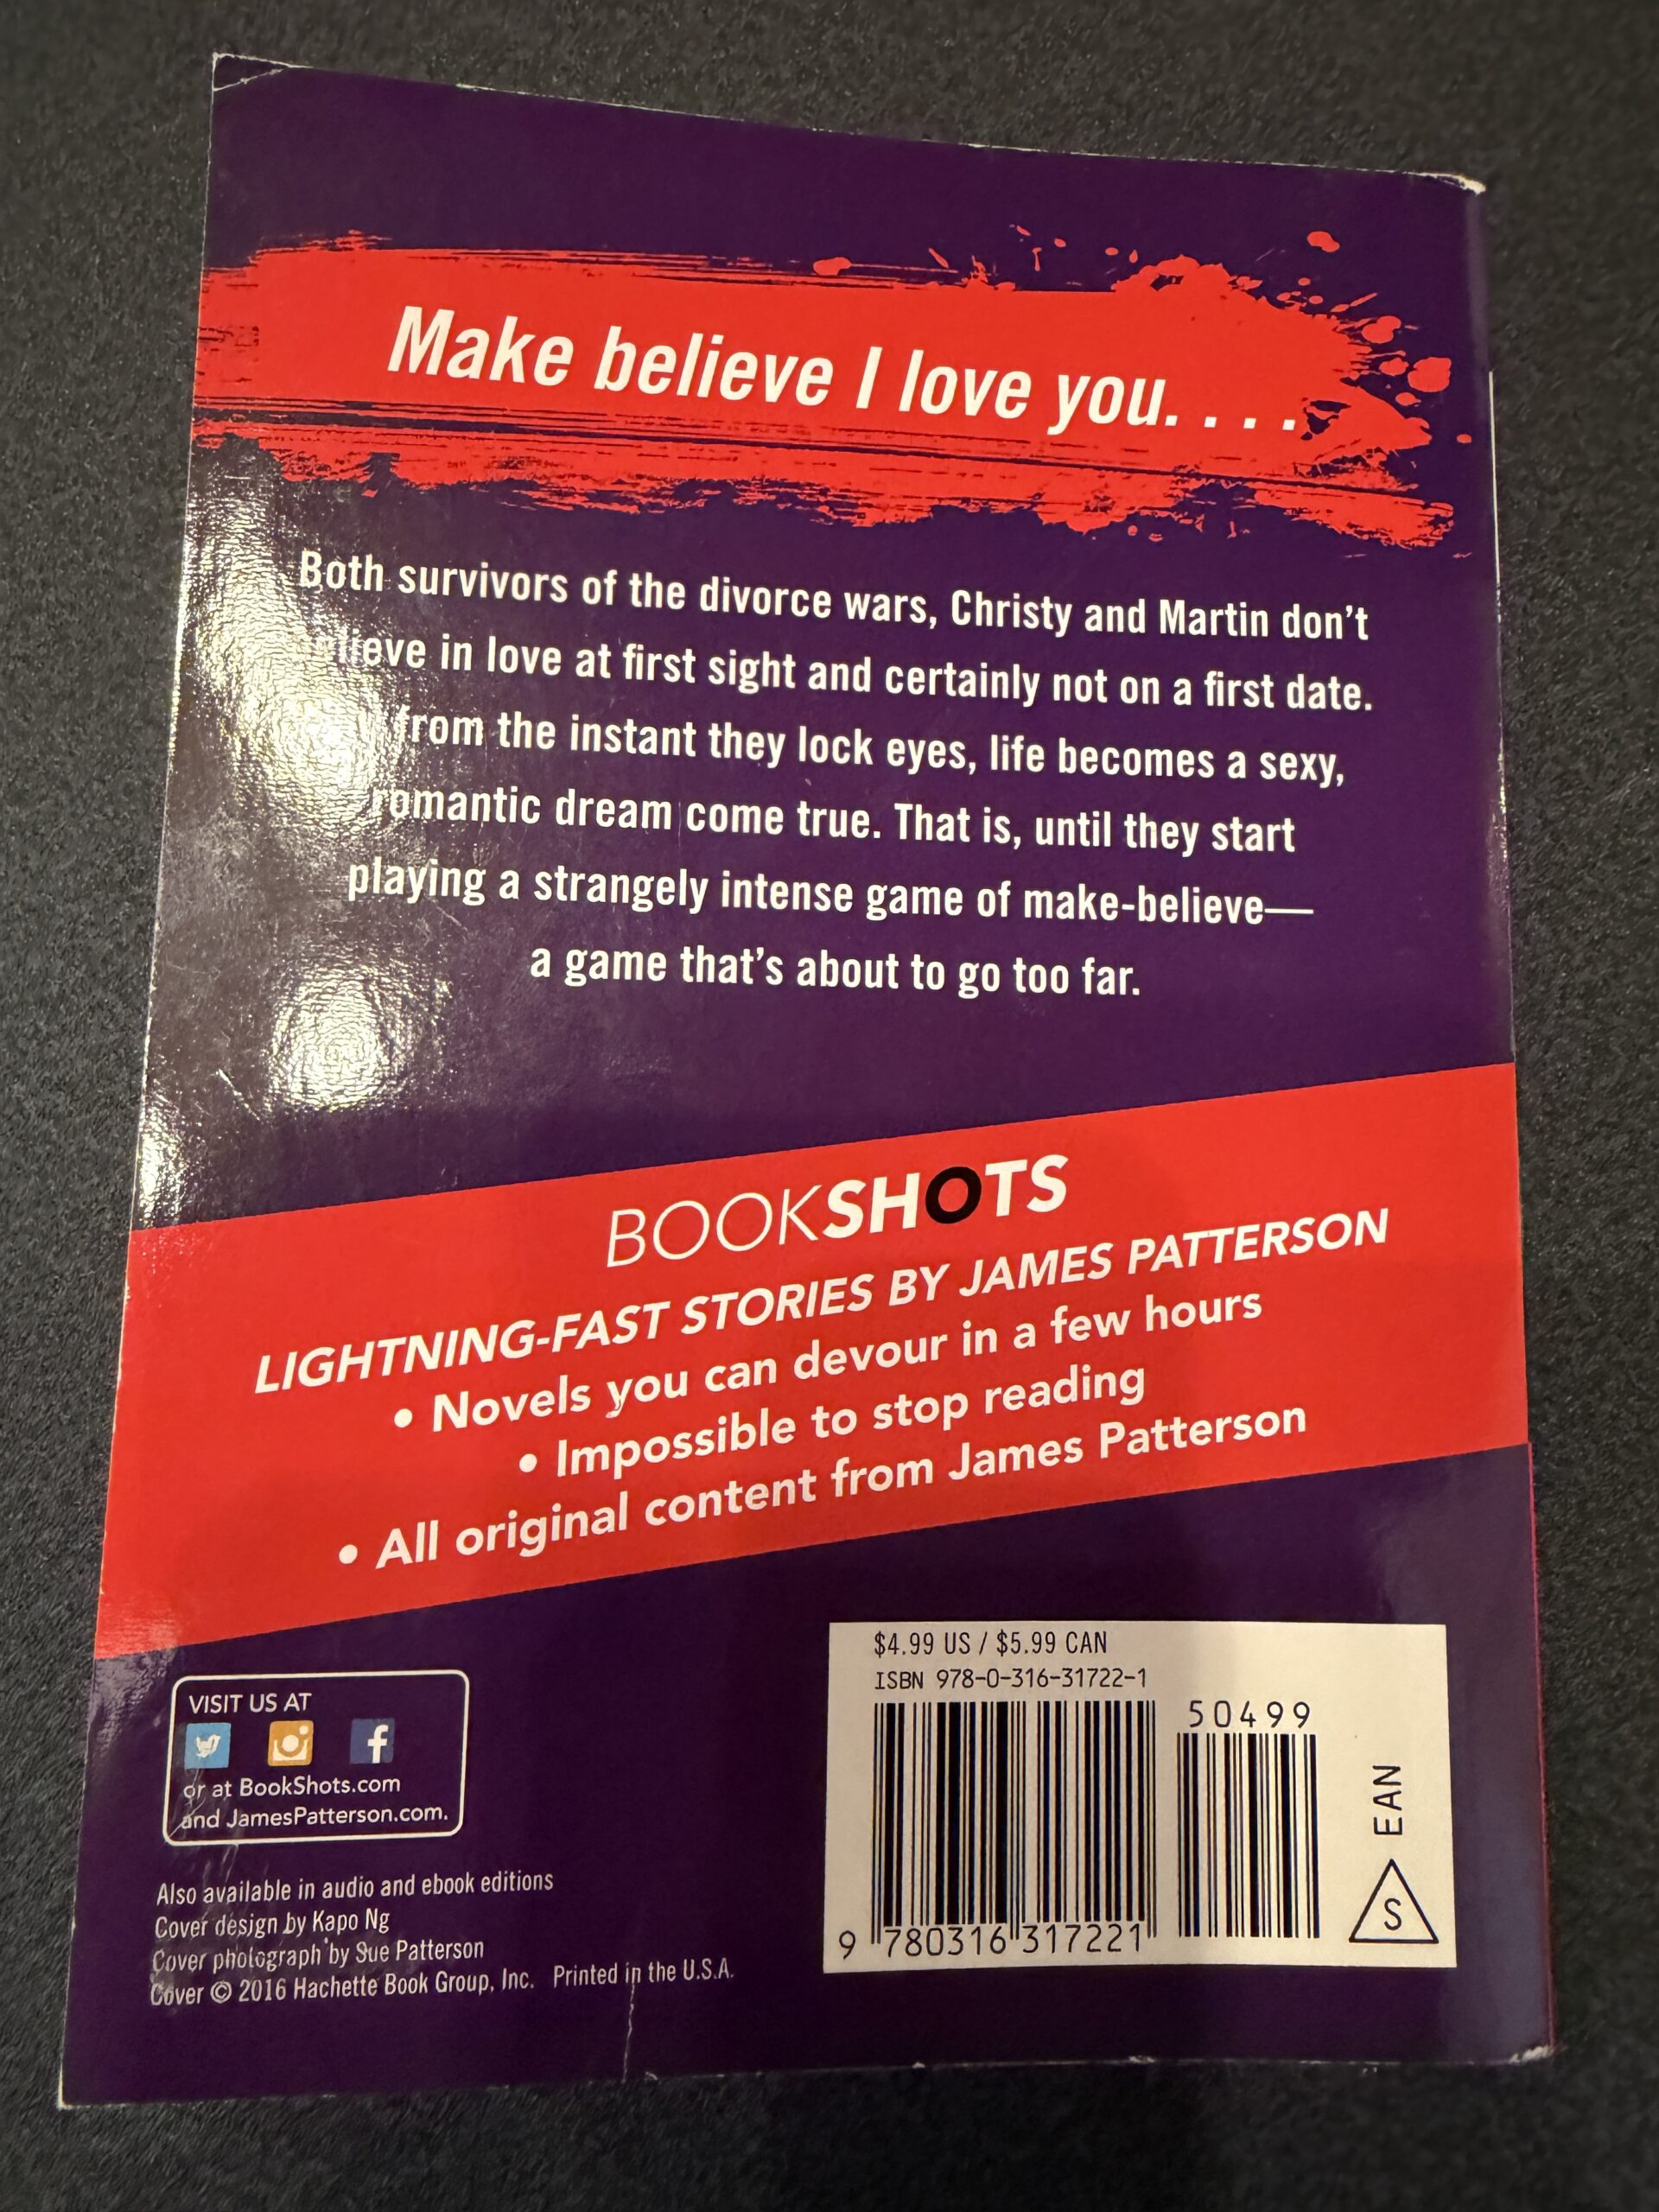 Make believe I love you. . . .
Both survivors of the divorce wars, Christy and Martin don't
believe in love at first sight and certainly not on a first date.
from the instant they lock eyes, life becomes a sexy,
romantic dream come true. That is, until they start
playing a strangely intense game of make-believe—
a game that's about to go too far.
BOOKSHOTS
LIGHTNING-FAST STORIES BY JAMES PATTERSON
• Novels you can devour in a few hours
• Impossible to stop reading
• All original content from James Patterson
VISIT US AT
or at BookShots.com
and JamesPatterson.com.
Also available in audio and ebook editions
Cover design by Kapo Ng
Cover photograph by Sue Patterson
Cover © 2016 Hachette Book Group, Inc. Printed in the U.S.A.
$4.99 US / $5.99 CAN
ISBN 978-0-316-31722-1
50499
9 780316 317221
EAN
S